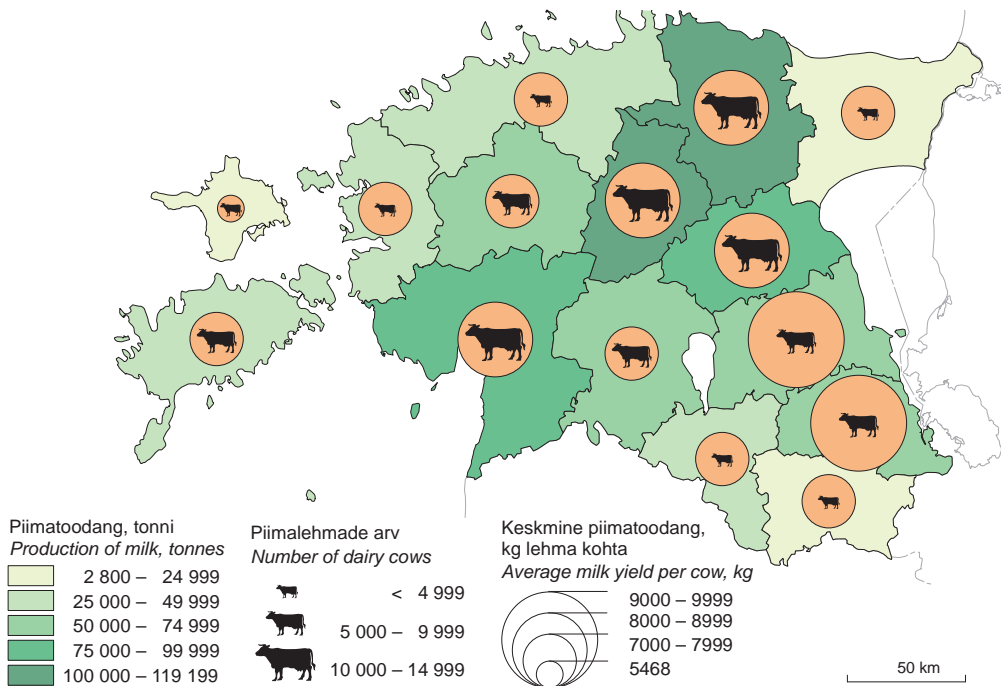 Piimatoodang, tonni
Production of milk, tonnes
2 800 – 24 999
25 000 – 49 999
50 000 – 74 999
75 000 – 99 999
100 000 – 119 199
Piimalehmade arv
Number of dairy cows
< 4 999
5 000 – 9 999
10 000 – 14 999
Keskmine piimatoodang,
kg lehma kohta
Average milk yield per cow, kg
9000 – 9999
8000 – 8999
7000 – 7999
5468
50 km